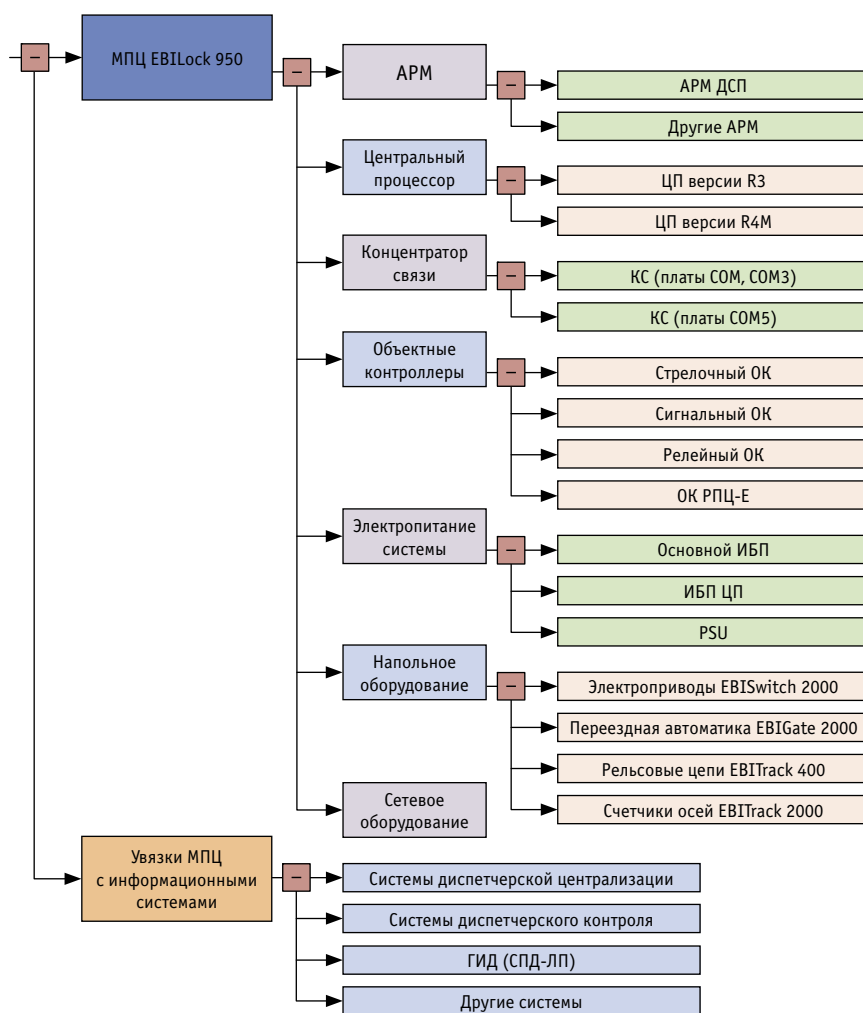 МПЦ EBILock 950
АРМ
АРМ ДСП
Другие АРМ
Центральный
процессор
ЦП версии R3
ЦП версии R4M
Концентратор
связи
КС (платы COM, COM3)
КС (платы COM5)
Объектные
контроллеры
Стрелочный ОК
Сигнальный ОК
Релейный ОК
ОК РПЦ-Е
Электропитание
системы
Основной ИБП
ИБП ЦП
PSU
Напольное
оборудование
Электроприводы EBISwitch 2000
Переездная автоматика EBIGate 2000
Рельсовые цепи EBITrack 400
Счетчики осей EBITrack 2000
Сетевое
оборудование
Увязки МПЦ
с информационными
системами
Системы диспетчерской централизации
Системы диспетчерского контроля
ГИД (СПД-ЛП)
Другие системы